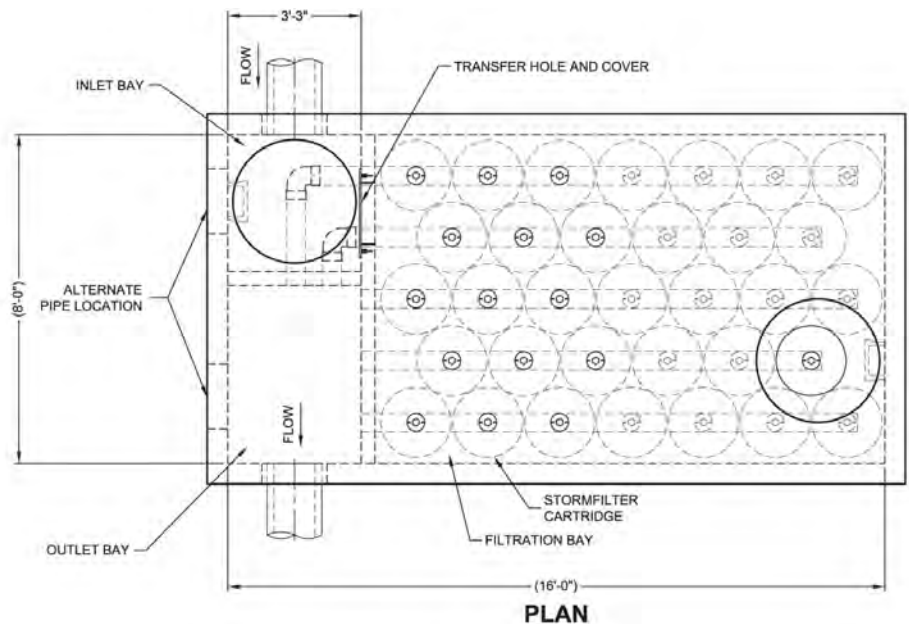 3'-3"
FLOW
INLET BAY
TRANSFER HOLE AND COVER
(8'-0")
ALTERNATE
PIPE LOCATION
FLOW
STORMFILTER
CARTRIDGE
FILTRATION BAY
OUTLET BAY
(16'-0")
PLAN